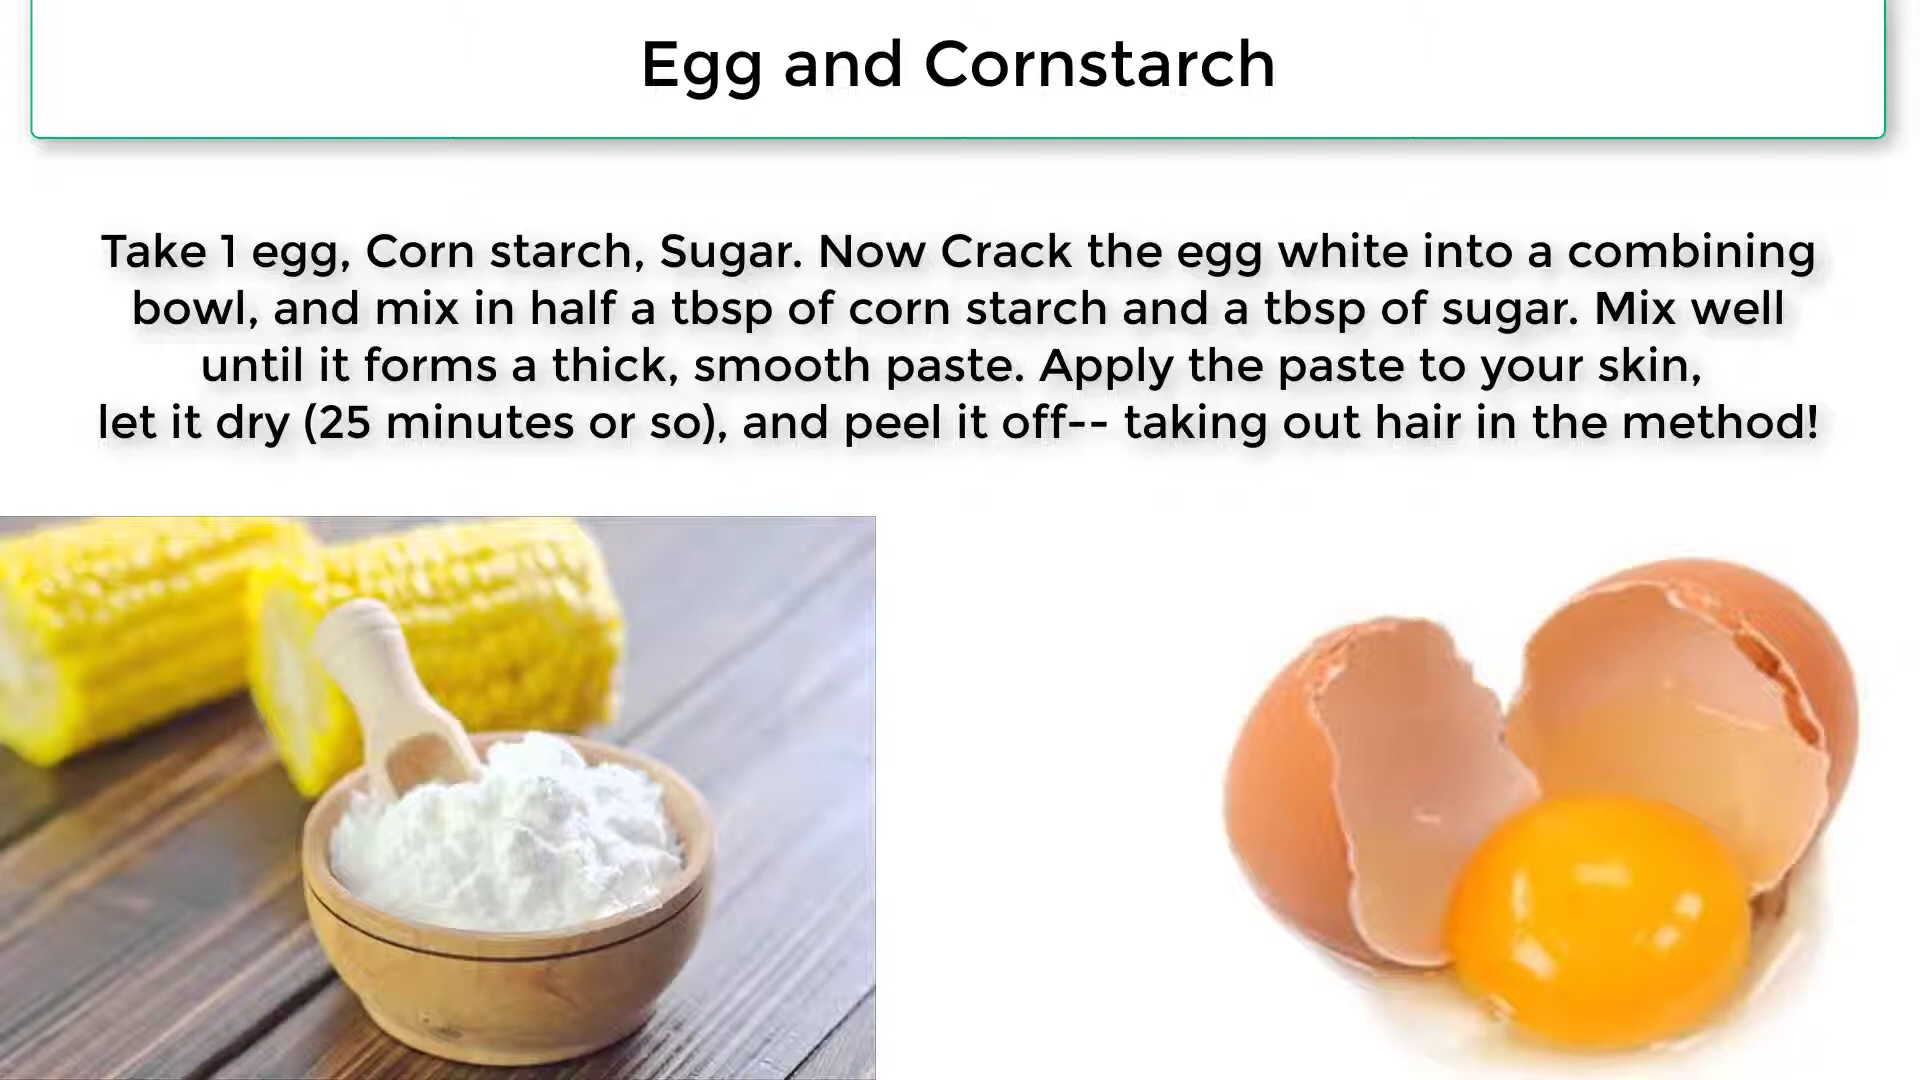 Egg and Cornstarch
Take 1 egg, Corn starch, Sugar. Now Crack the egg white into a combining
bowl, and mix in half a tbsp of corn starch and a tbsp of sugar. Mix well
until it forms a thick, smooth paste. Apply the paste to your skin,
let it dry (25 minutes or so), and peel it off-- taking out hair in the method!